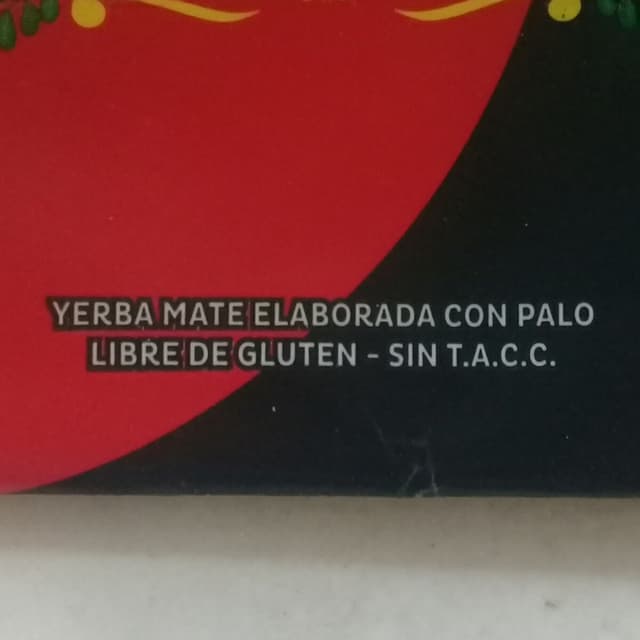 YERBA MATE ELABORADA CON PALO
LIBRE DE GLUTEN - SIN T.A.C.C.